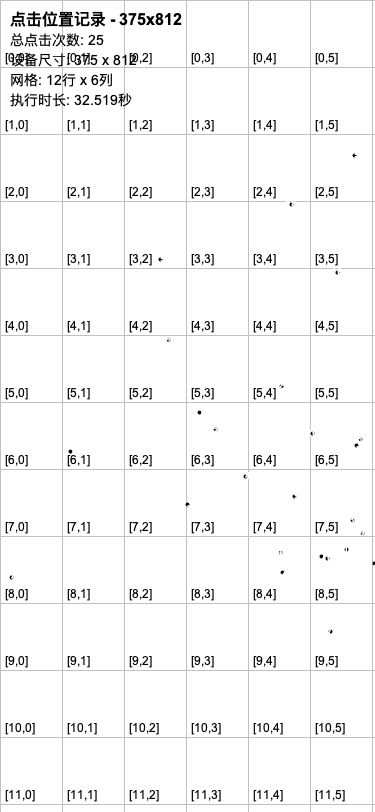 点击位置记录 - 375x812
总点击次数: 25
设备尺寸: 375 x 812
[0,0] [0,1] [0,2] [0,3] [0,4] [0,5]
网格: 12行 x 6列
执行时长: 32.519秒
[1,0] [1,1] [1,2] [1,3] [1,4] [1,5]
[2,0] [2,1] [2,2] [2,3] [2,4] [2,5]
[3,0] [3,1] [3,2] [3,3] [3,4] [3,5]
[4,0] [4,1] [4,2] [4,3] [4,4] [4,5]
[5,0] [5,1] [5,2] [5,3] [5,4] [5,5]
[6,0] [6,1] [6,2] [6,3] [6,4] [6,5]
[7,0] [7,1] [7,2] [7,3] [7,4] [7,5]
[8,0] [8,1] [8,2] [8,3] [8,4] [8,5]
[9,0] [9,1] [9,2] [9,3] [9,4] [9,5]
[10,0] [10,1] [10,2] [10,3] [10,4] [10,5]
[11,0] [11,1] [11,2] [11,3] [11,4] [11,5]